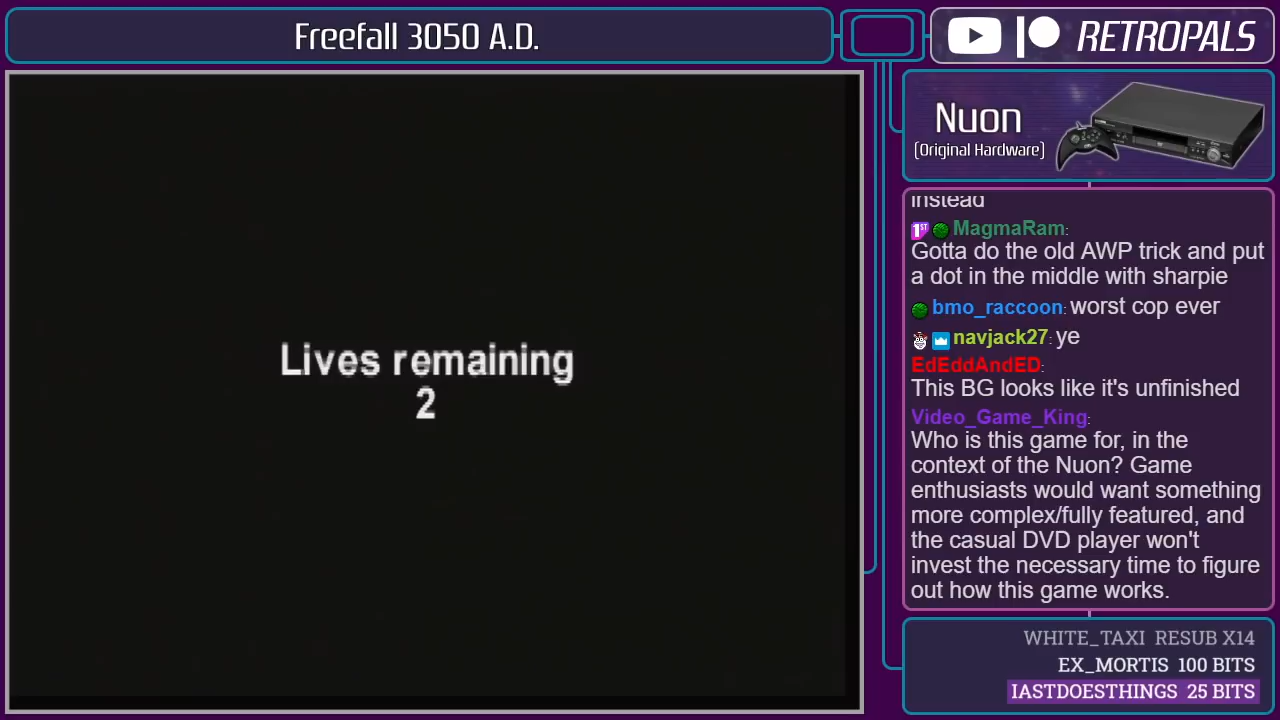 Freefall 3050 A.D.
RETROPALS
Nuon
(Original Hardware)
Lives remaining
2
instead
MagmaRam:
Gotta do the old AWP trick and put
a dot in the middle with sharpie
bmo_raccoon: worst cop ever
navjack27: ye
EdEddAndED:
This BG looks like it's unfinished
Video_Game_King:
Who is this game for, in the
context of the Nuon? Game
enthusiasts would want something
more complex/fully featured, and
the casual DVD player won't
invest the necessary time to figure
out how this game works.
WHITE_TAXI RESUB X14
EX_MORTIS 100 BITS
IASTDOESTHINGS 25 BITS